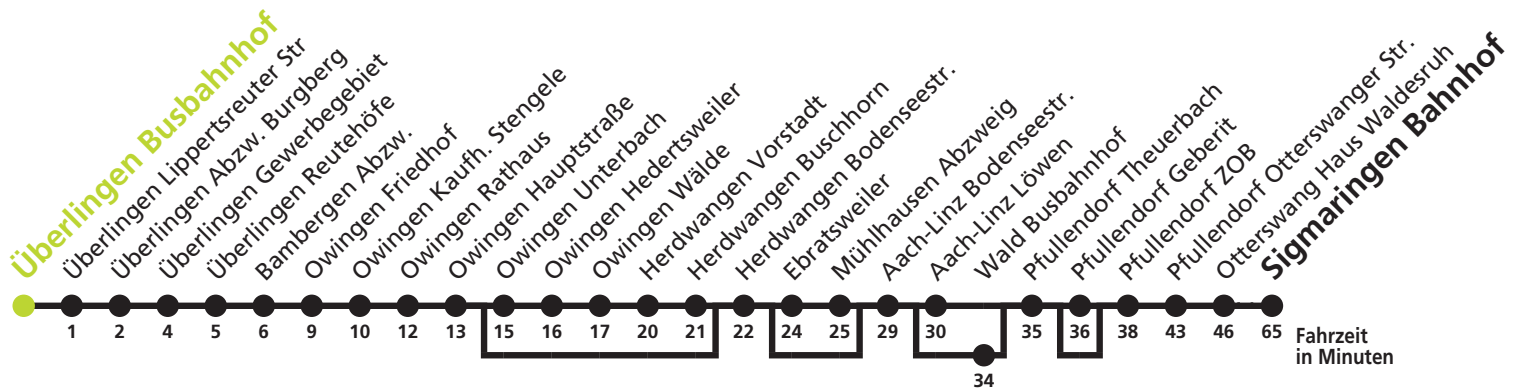 Überlingen Busbahnhof
Überlingen Lippertsreuter Str
Überlingen Abzw. Burgberg
Überlingen Gewerbegebiet
Überlingen Reutehöfe
Bambergen Abzw.
Owingen Friedhof
Owingen Kaufh. Stengele
Owingen Rathaus
Owingen Hauptstraße
Owingen Unterbach
Owingen Hedertsweiler
Owingen Wälde
Herdwangen Vorstadt
Herdwangen Buschhorn
Herdwangen Bodenseestr.
Ebratsweiler
Mühlhausen Abzweig
Aach-Linz Bodenseestr.
Aach-Linz Löwen
Wald Busbahnhof
Pfullendorf Theuerbach
Pfullendorf Geberit
Pfullendorf ZOB
Pfullendorf Otterswanger Str.
Otterswang Haus Waldesruh
Sigmaringen Bahnhof
1 2 4 5 6 9 10 12 13 15 16 17 20 21 22 24 25 29 30 35 36 38 43 46 65
34
Fahrzeit
in Minuten